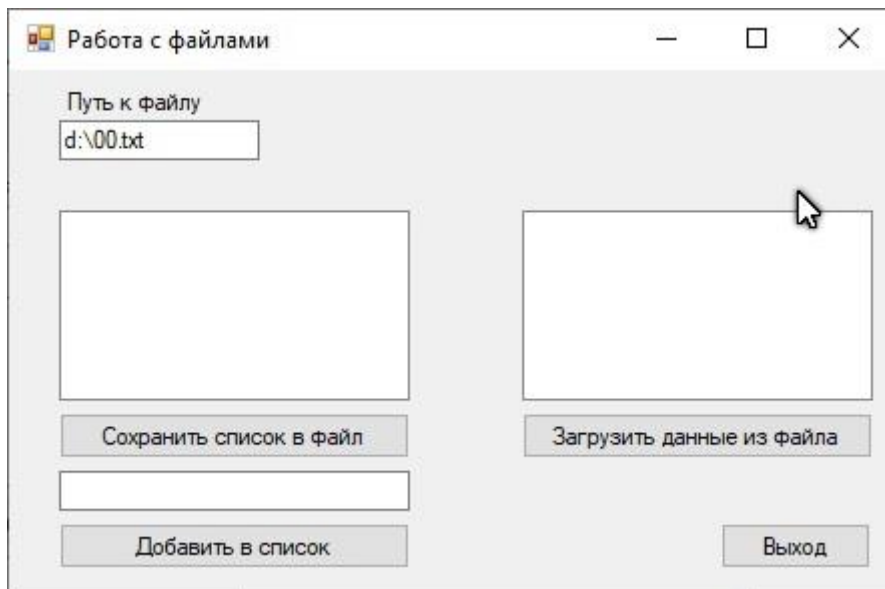 Работа с файлами
Путь к файлу
d:\00.txt
Сохранить список в файл
Загрузить данные из файла
Добавить в список
Выход